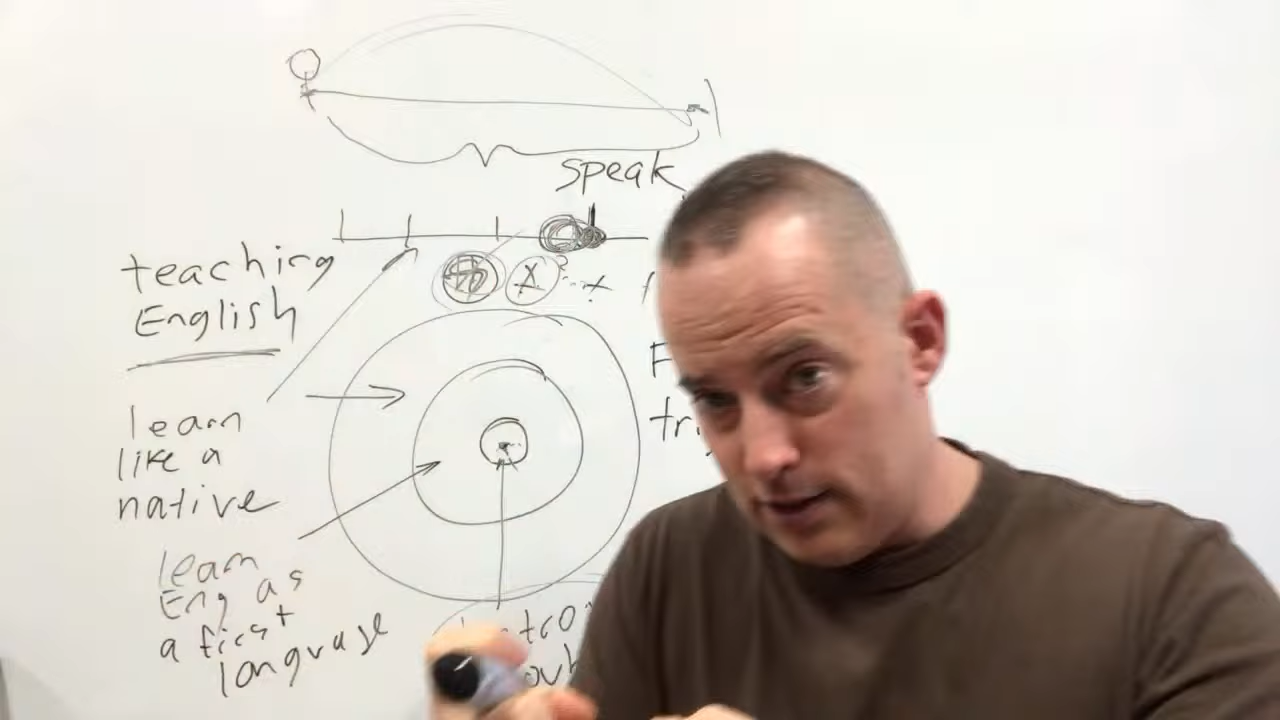 speak
teaching
English
learn
like a
native
learn
Eng as
a first
language